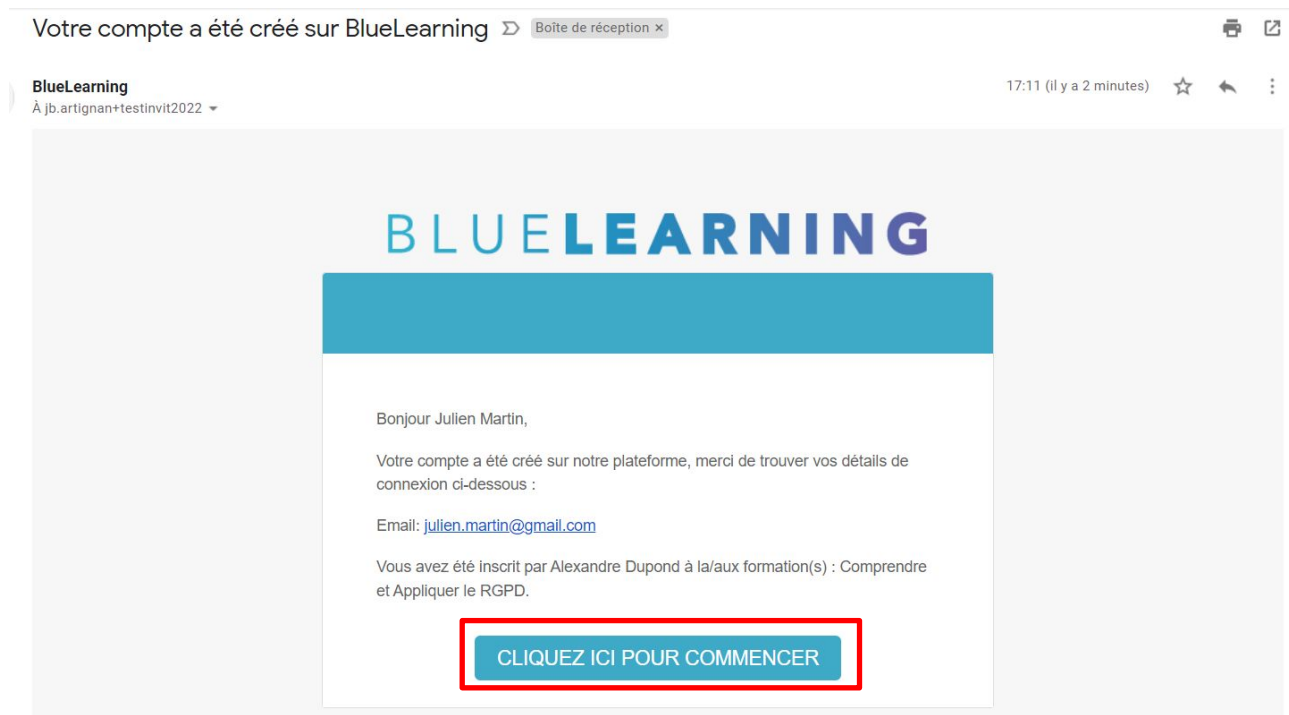 Votre compte a été créé sur BlueLearning Boîte de réception ×
BlueLearning
17:11 (il y a 2 minutes)
À jb.artignan+testinvit2022
BLUELEARNING
Bonjour Julien Martin,
Votre compte a été créé sur notre plateforme, merci de trouver vos détails de
connexion ci-dessous :
Email: julien.martin@gmail.com
Vous avez été inscrit par Alexandre Dupond à la/aux formation(s) : Comprendre
et Appliquer le RGPD.
CLIQUEZ ICI POUR COMMENCER